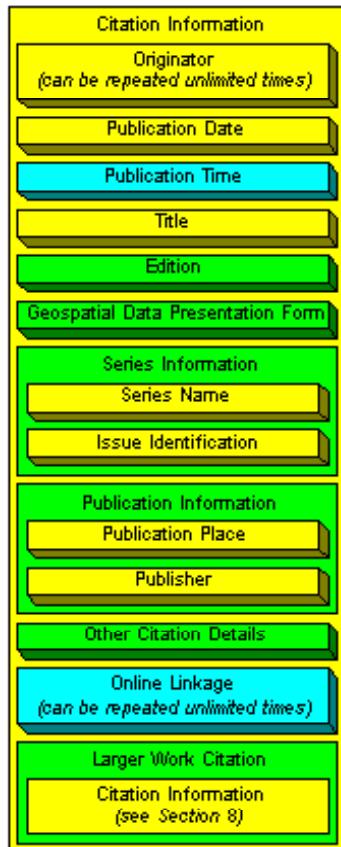 Citation Information
Originator
(can be repeated unlimited times)
Publication Date
Publication Time
Title
Edition
Geospatial Data Presentation Form
Series Information
Series Name
Issue Identification
Publication Information
Publication Place
Publisher
Other Citation Details
Online Linkage
(can be repeated unlimited times)
Larger Work Citation
Citation Information
(see Section 8)